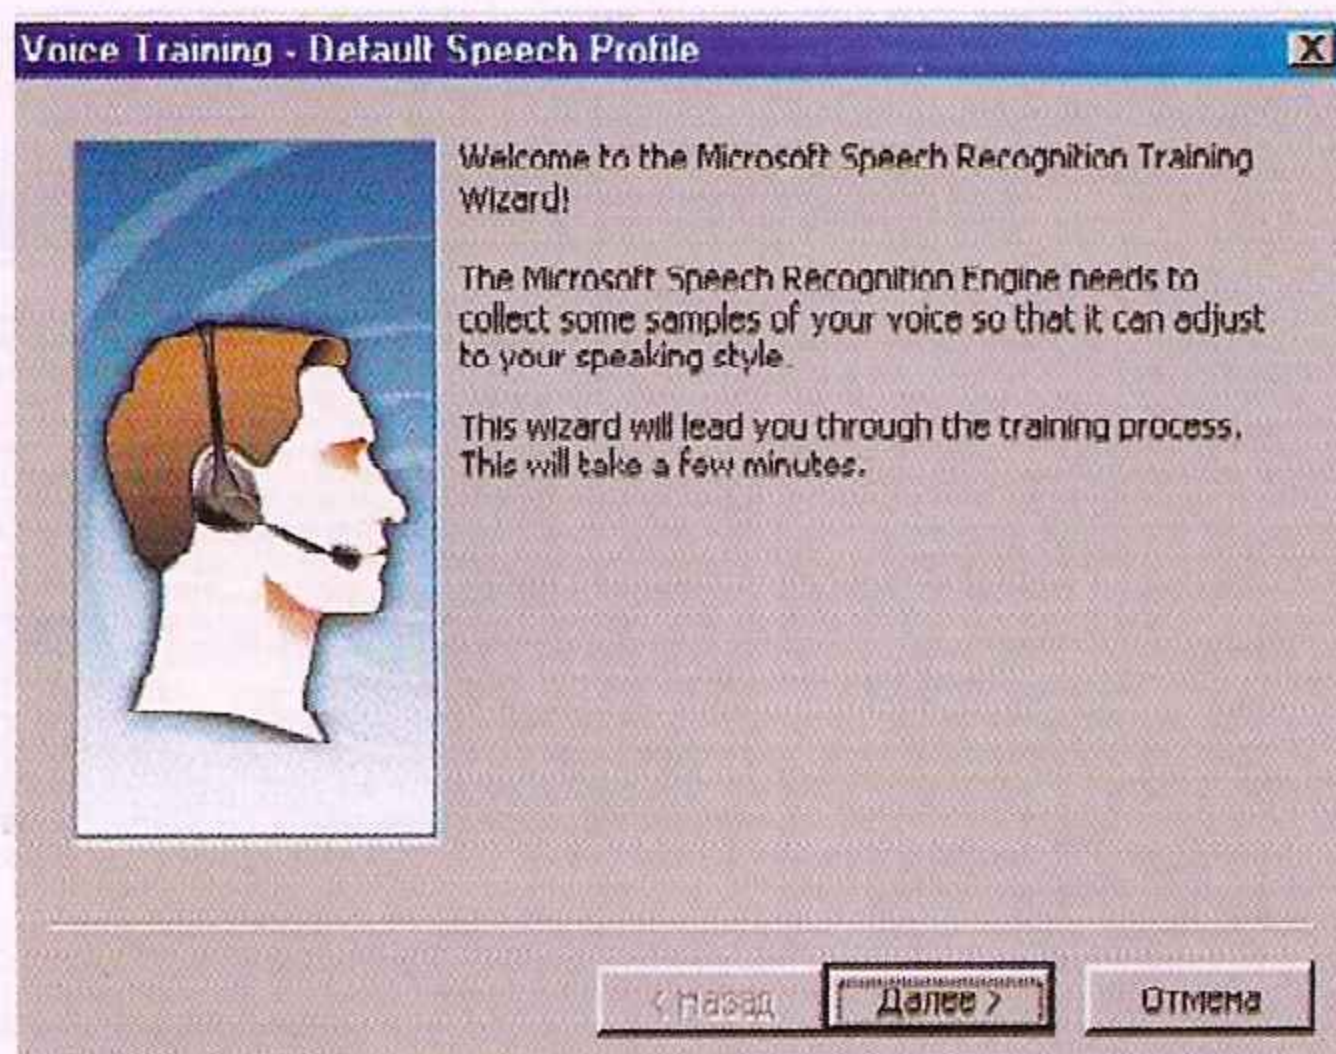 Voice Training - Default Speech Profile
Welcome to the Microsoft Speech Recognition Training
Wizard!
The Microsoft Speech Recognition Engine needs to
collect some samples of your voice so that it can adjust
to your speaking style.
This wizard will lead you through the training process.
This will take a few minutes.
< Назад
Далее >
Отмена